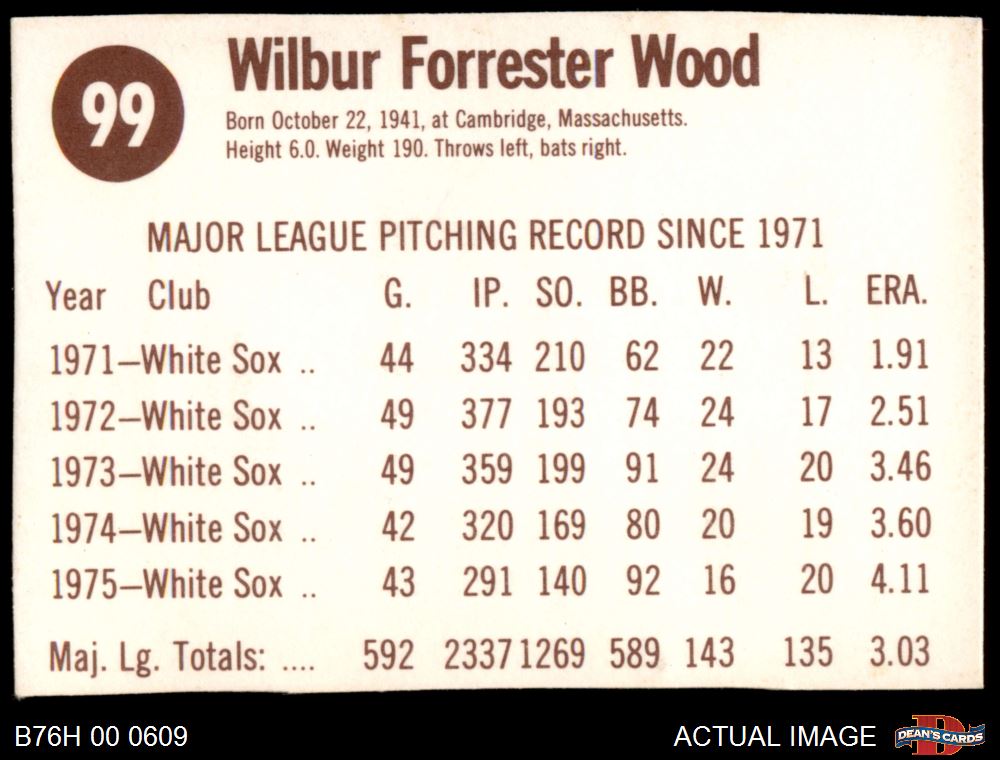 99
Wilbur Forrester Wood
Born October 22, 1941, at Cambridge, Massachusetts.
Height 6.0. Weight 190. Throws left, bats right.
MAJOR LEAGUE PITCHING RECORD SINCE 1971
Year Club G. IP. SO. BB. W. L. ERA.
1971—White Sox .. 44 334 210 62 22 13 1.91
1972—White Sox .. 49 377 193 74 24 17 2.51
1973—White Sox .. 49 359 199 91 24 20 3.46
1974—White Sox .. 42 320 169 80 20 19 3.60
1975—White Sox .. 43 291 140 92 16 20 4.11
Maj. Lg. Totals: .... 592 2337 1269 589 143 135 3.03
B76H 00 0609
ACTUAL IMAGE
D
DEAN'S CARDS